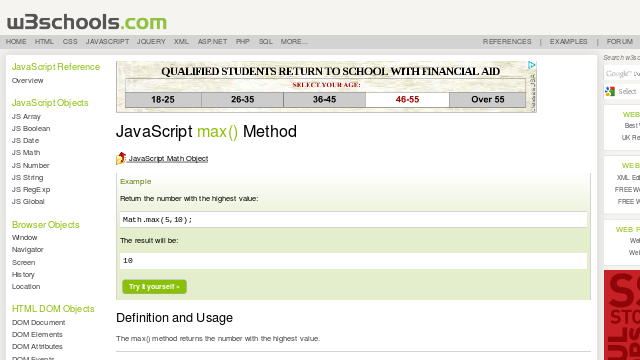 w3schools.com
HOME HTML CSS JAVASCRIPT JQUERY XML ASP.NET PHP SQL MORE... REFERENCES | EXAMPLES | FORUM
JavaScript Reference
Overview
JavaScript Objects
JS Array
JS Boolean
JS Date
JS Math
JS Number
JS String
JS RegExp
JS Global
Browser Objects
Window
Navigator
Screen
History
Location
HTML DOM Objects
DOM Document
DOM Elements
DOM Attributes
DOM Events
QUALIFIED STUDENTS RETURN TO SCHOOL WITH FINANCIAL AID
SELECT YOUR AGE:
18-25 26-35 36-45 46-55 Over 55
JavaScript max() Method
JavaScript Math Object
Example
Return the number with the highest value:
Math.max(5,10);
The result will be:
10
Try it yourself »
Definition and Usage
The max() method returns the number with the highest value.
Search w3s
Google
Select
WEB
Best
UK Re
WEB
XML Edi
FREE W
FREE W
WEB
Wel
Wel
STO